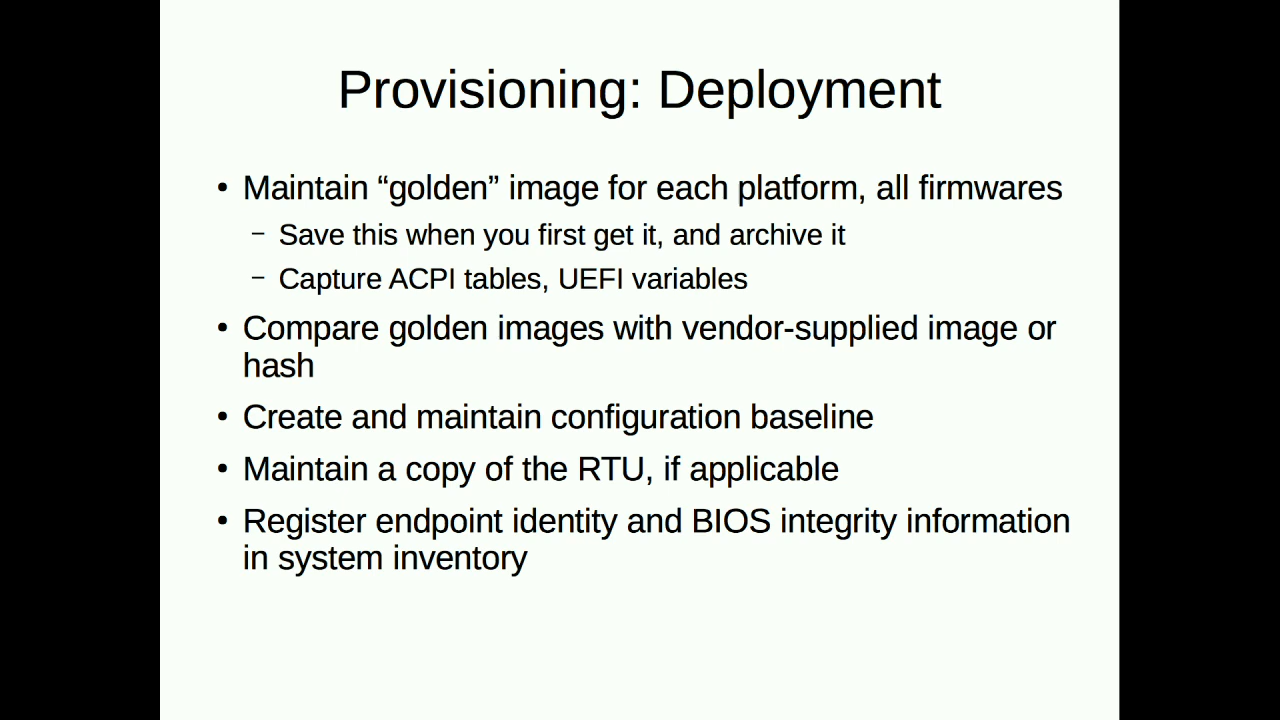 Provisioning: Deployment
• Maintain “golden” image for each platform, all firmwares
– Save this when you first get it, and archive it
– Capture ACPI tables, UEFI variables
• Compare golden images with vendor-supplied image or
hash
• Create and maintain configuration baseline
• Maintain a copy of the RTU, if applicable
• Register endpoint identity and BIOS integrity information
in system inventory